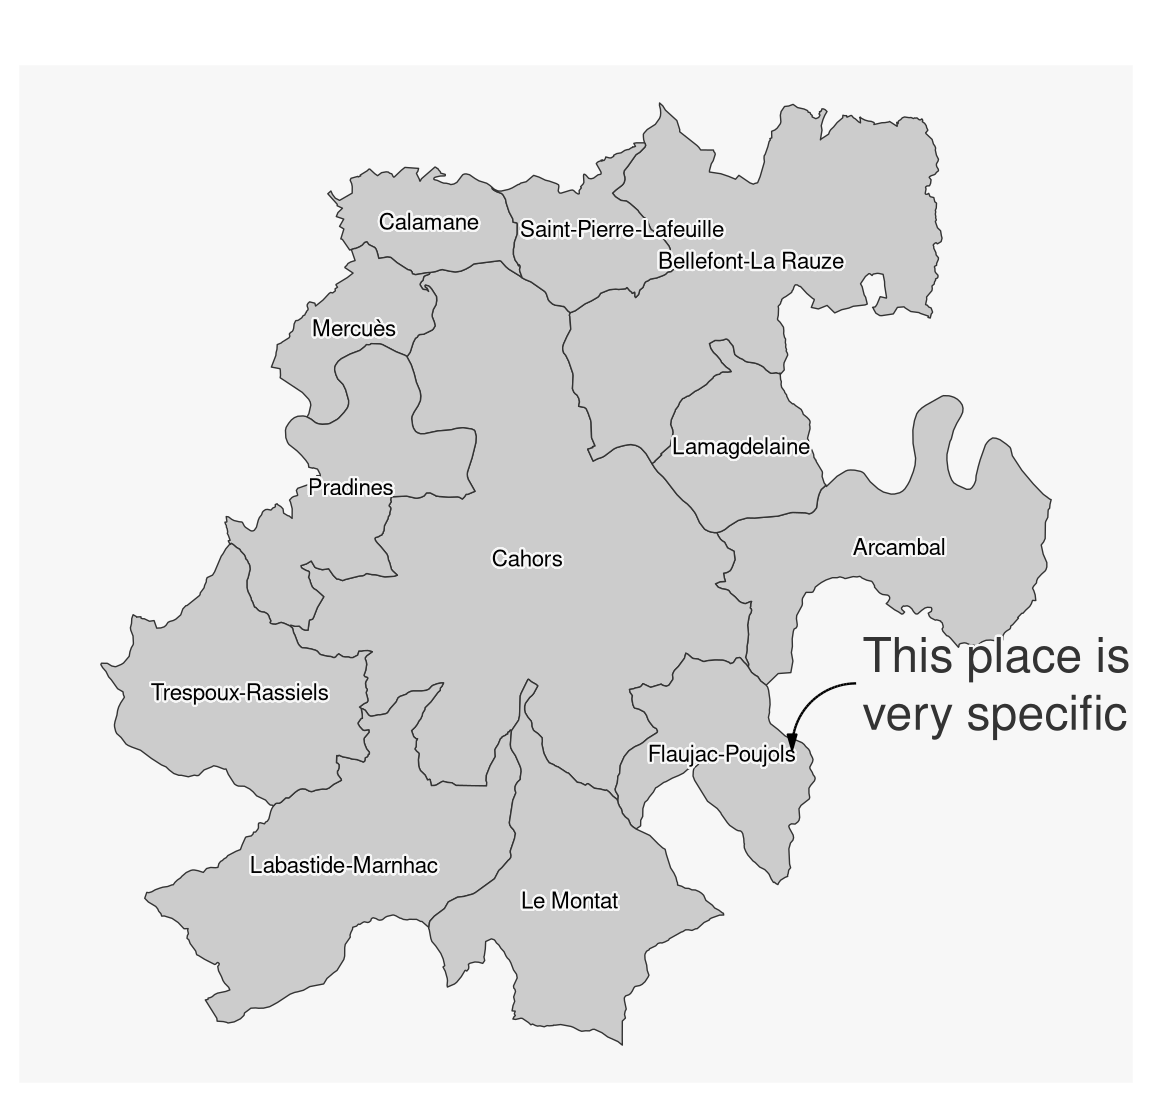 Calamane
Saint-Pierre-Lafeuille
Bellefont-La Rauze
Mercuès
Lamagdelaine
Pradines
Arcambal
Cahors
This place is
very specific
Trespoux-Rassiels
Flaujac-Poujols
Labastide-Marnhac
Le Montat